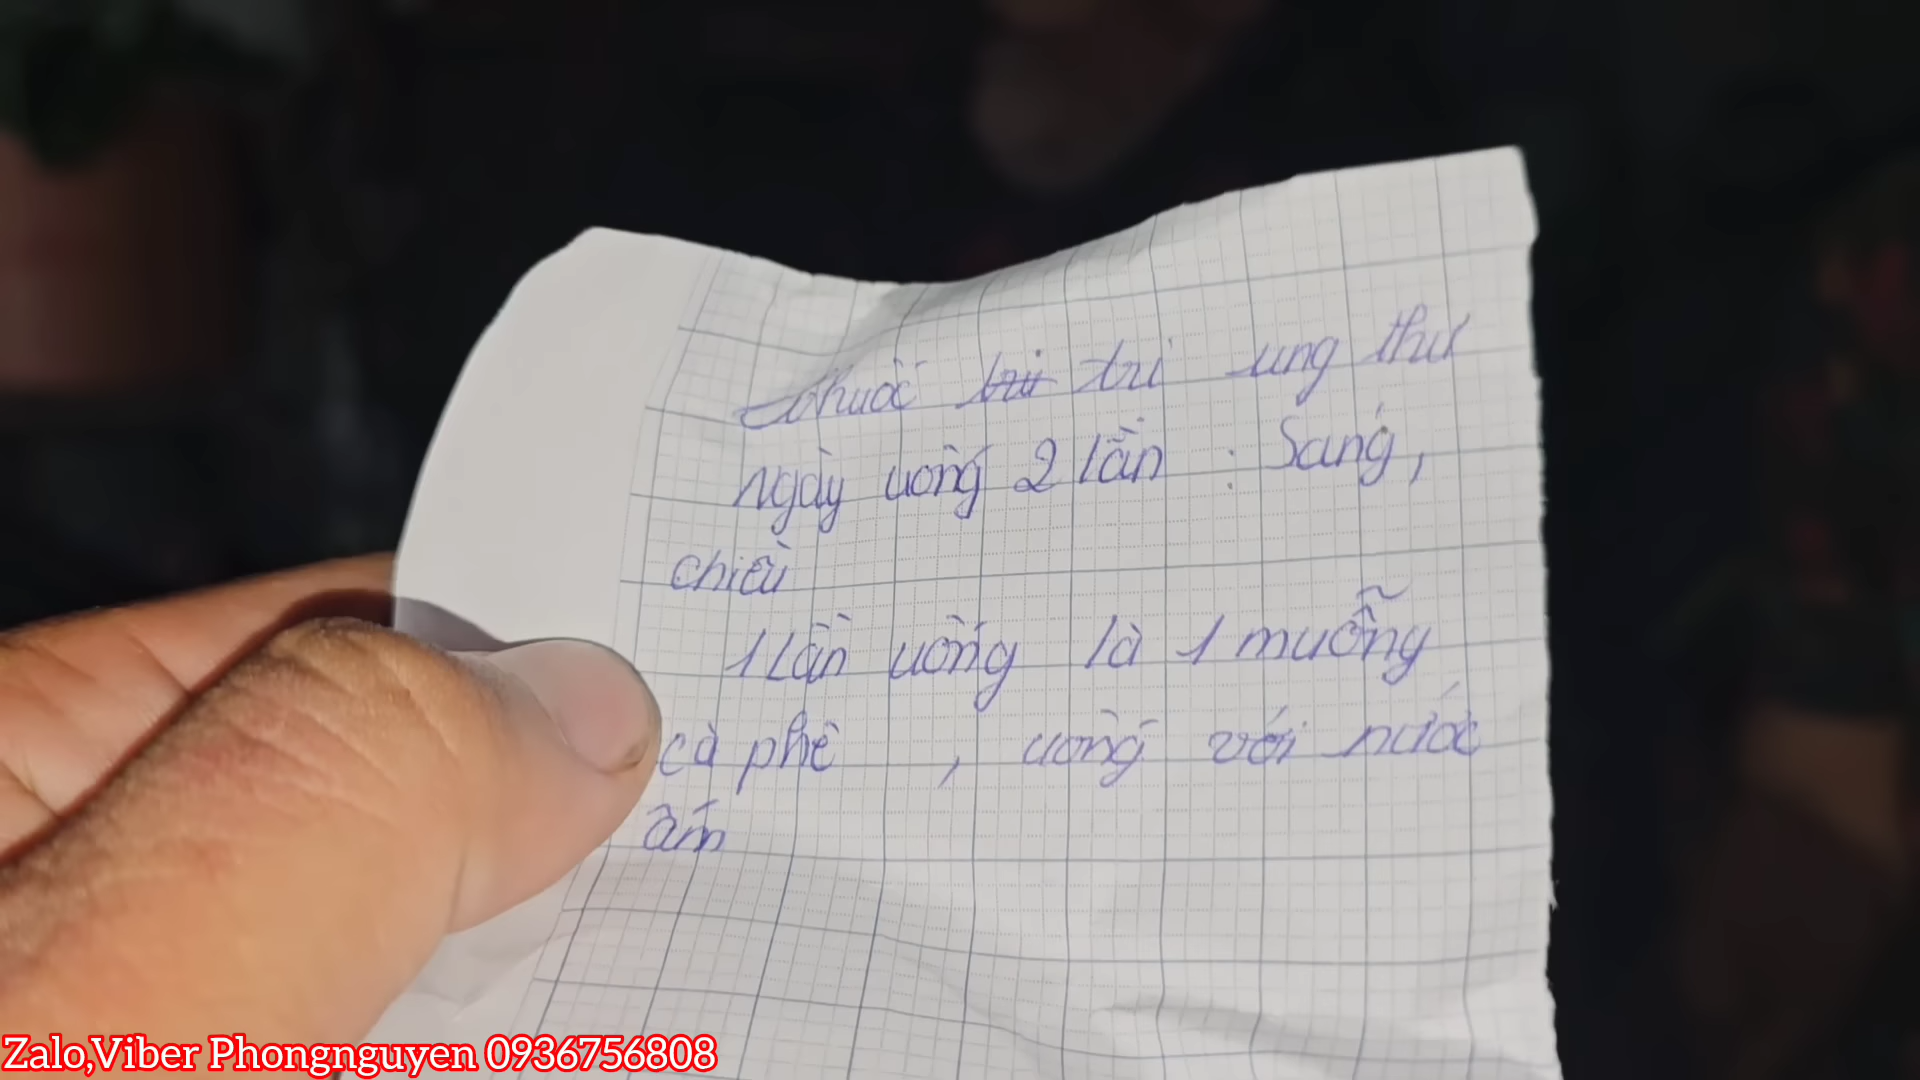 Thuốc trị ung thư
ngày uống 2 lần : Sáng,
chiều
1 Lần uống là 1 muỗng
cà phê , uống với nước
ấm
Zalo,Viber Phongnguyen 0936756808